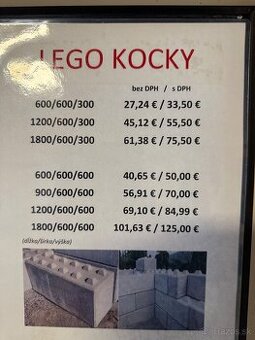 LEGO KOCKY
bez DPH / s DPH
600/600/300 27,24 € / 33,50 €
1200/600/300 45,12 € / 55,50 €
1800/600/300 61,38 € / 75,50 €
600/600/600 40,65 € / 50,00 €
900/600/600 56,91 € / 70,00 €
1200/600/600 69,10 € / 84,99 €
1800/600/600 101,63 € / 125,00 €
(dĺžka/šírka/výška)